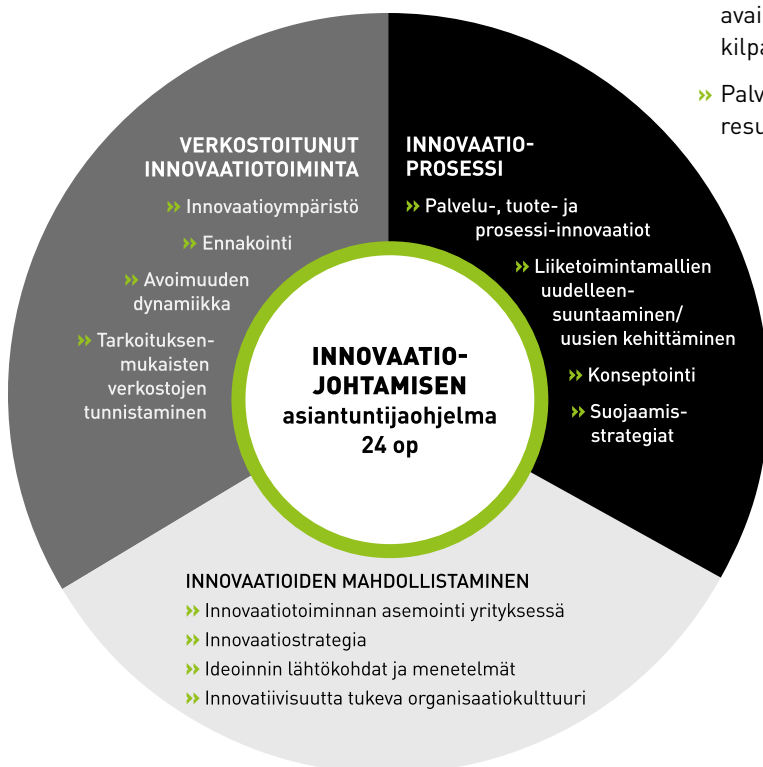 avai
kilpa
» Palv
resu
VERKOSTOITUNUT
INNOVAATIOTOIMINTA
» Innovaatioympäristö
» Ennakointi
» Avoimuuden
dynamiikka
» Tarkoituksen-
mukaisten
verkostojen
tunnistaminen
INNOVAATIO-
PROSESSI
» Palvelu-, tuote- ja
prosessi-innovaatiot
» Liiketoimintamallien
uudelleen-
suuntaaminen/
uusien kehittäminen
» Konseptointi
» Suojaamis-
strategiat
INNOVAATIO-
JOHTAMISEN
asiantuntijaohjelma
24 op
INNOVAATIOIDEN MAHDOLLISTAMINEN
» Innovaatiotoiminnan asemointi yrityksessä
» Innovaatiostrategia
» Ideoinnin lähtökohdat ja menetelmät
» Innovatiivisuutta tukeva organisaatiokulttuuri